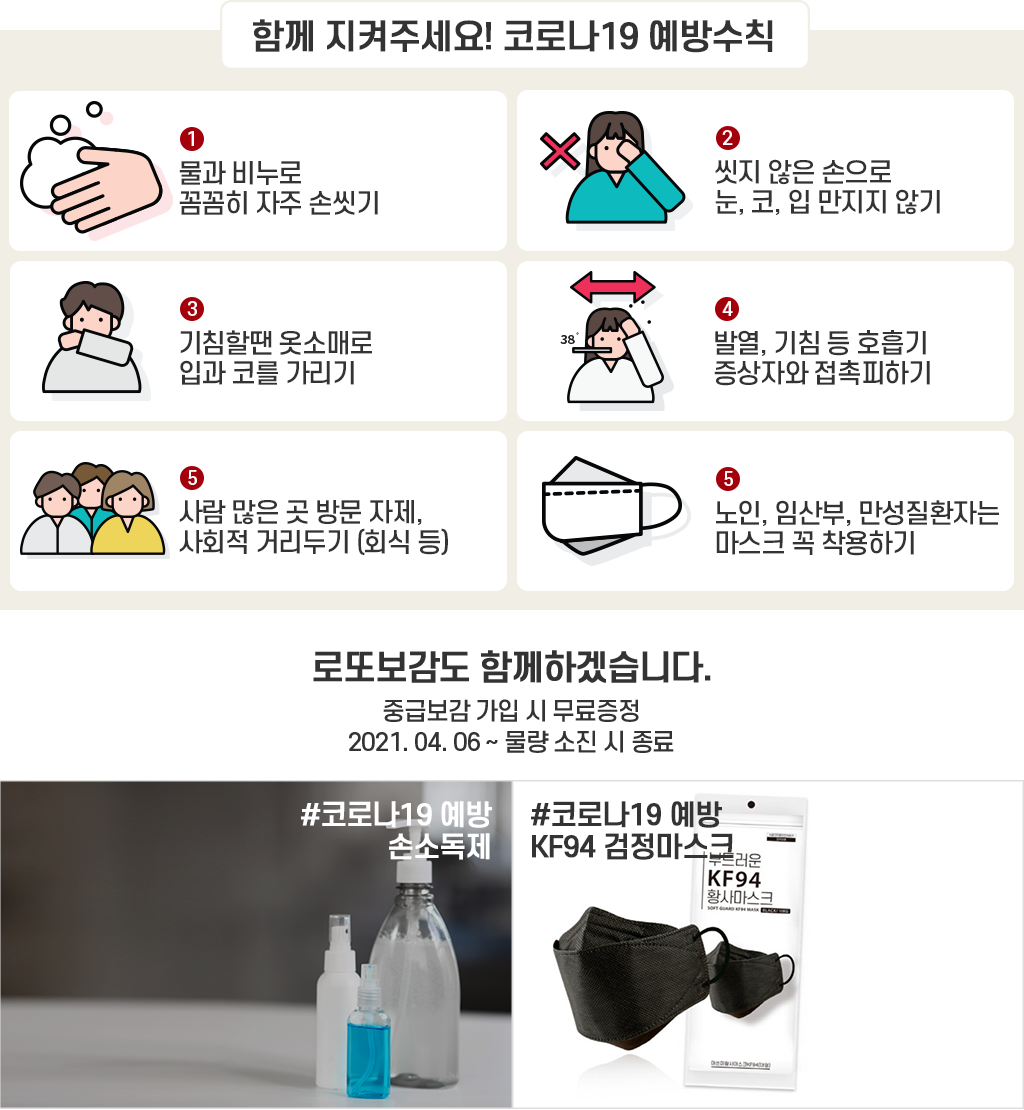 함께 지켜주세요! 코로나19 예방수칙
1
물과 비누로
꼼꼼히 자주 손씻기
2
씻지 않은 손으로
눈, 코, 입 만지지 않기
3
기침할땐 옷소매로
입과 코를 가리기
38°
4
발열, 기침 등 호흡기
증상자와 접촉피하기
5
사람 많은 곳 방문 자제,
사회적 거리두기 (회식 등)
5
노인, 임산부, 만성질환자는
마스크 꼭 착용하기
로또보감도 함께하겠습니다.
중급보감 가입 시 무료증정
2021. 04. 06 ~ 물량 소진 시 종료
#코로나19 예방
손소독제
#코로나19 예방
KF94 검정마스크
부드러운
KF94
황사마스크
SOFT GUARD KF94 MASK